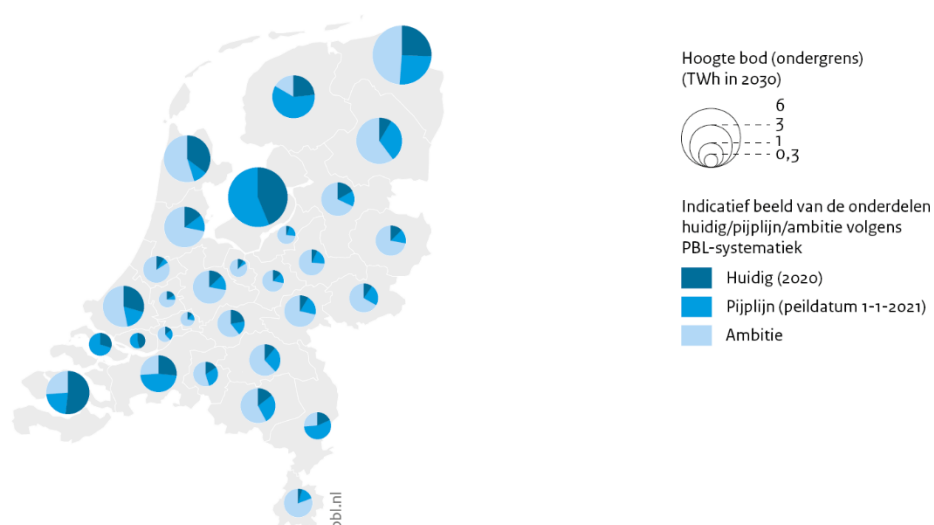 Hoogte bod (ondergrens)
(TWh in 2030)
6
3
1
0,3
Indicatief beeld van de onderdelen
huidig/pijplijn/ambitie volgens
PBL-systematiek
Huidig (2020)
Pijplijn (peildatum 1-1-2021)
Ambitie
pbl.nl